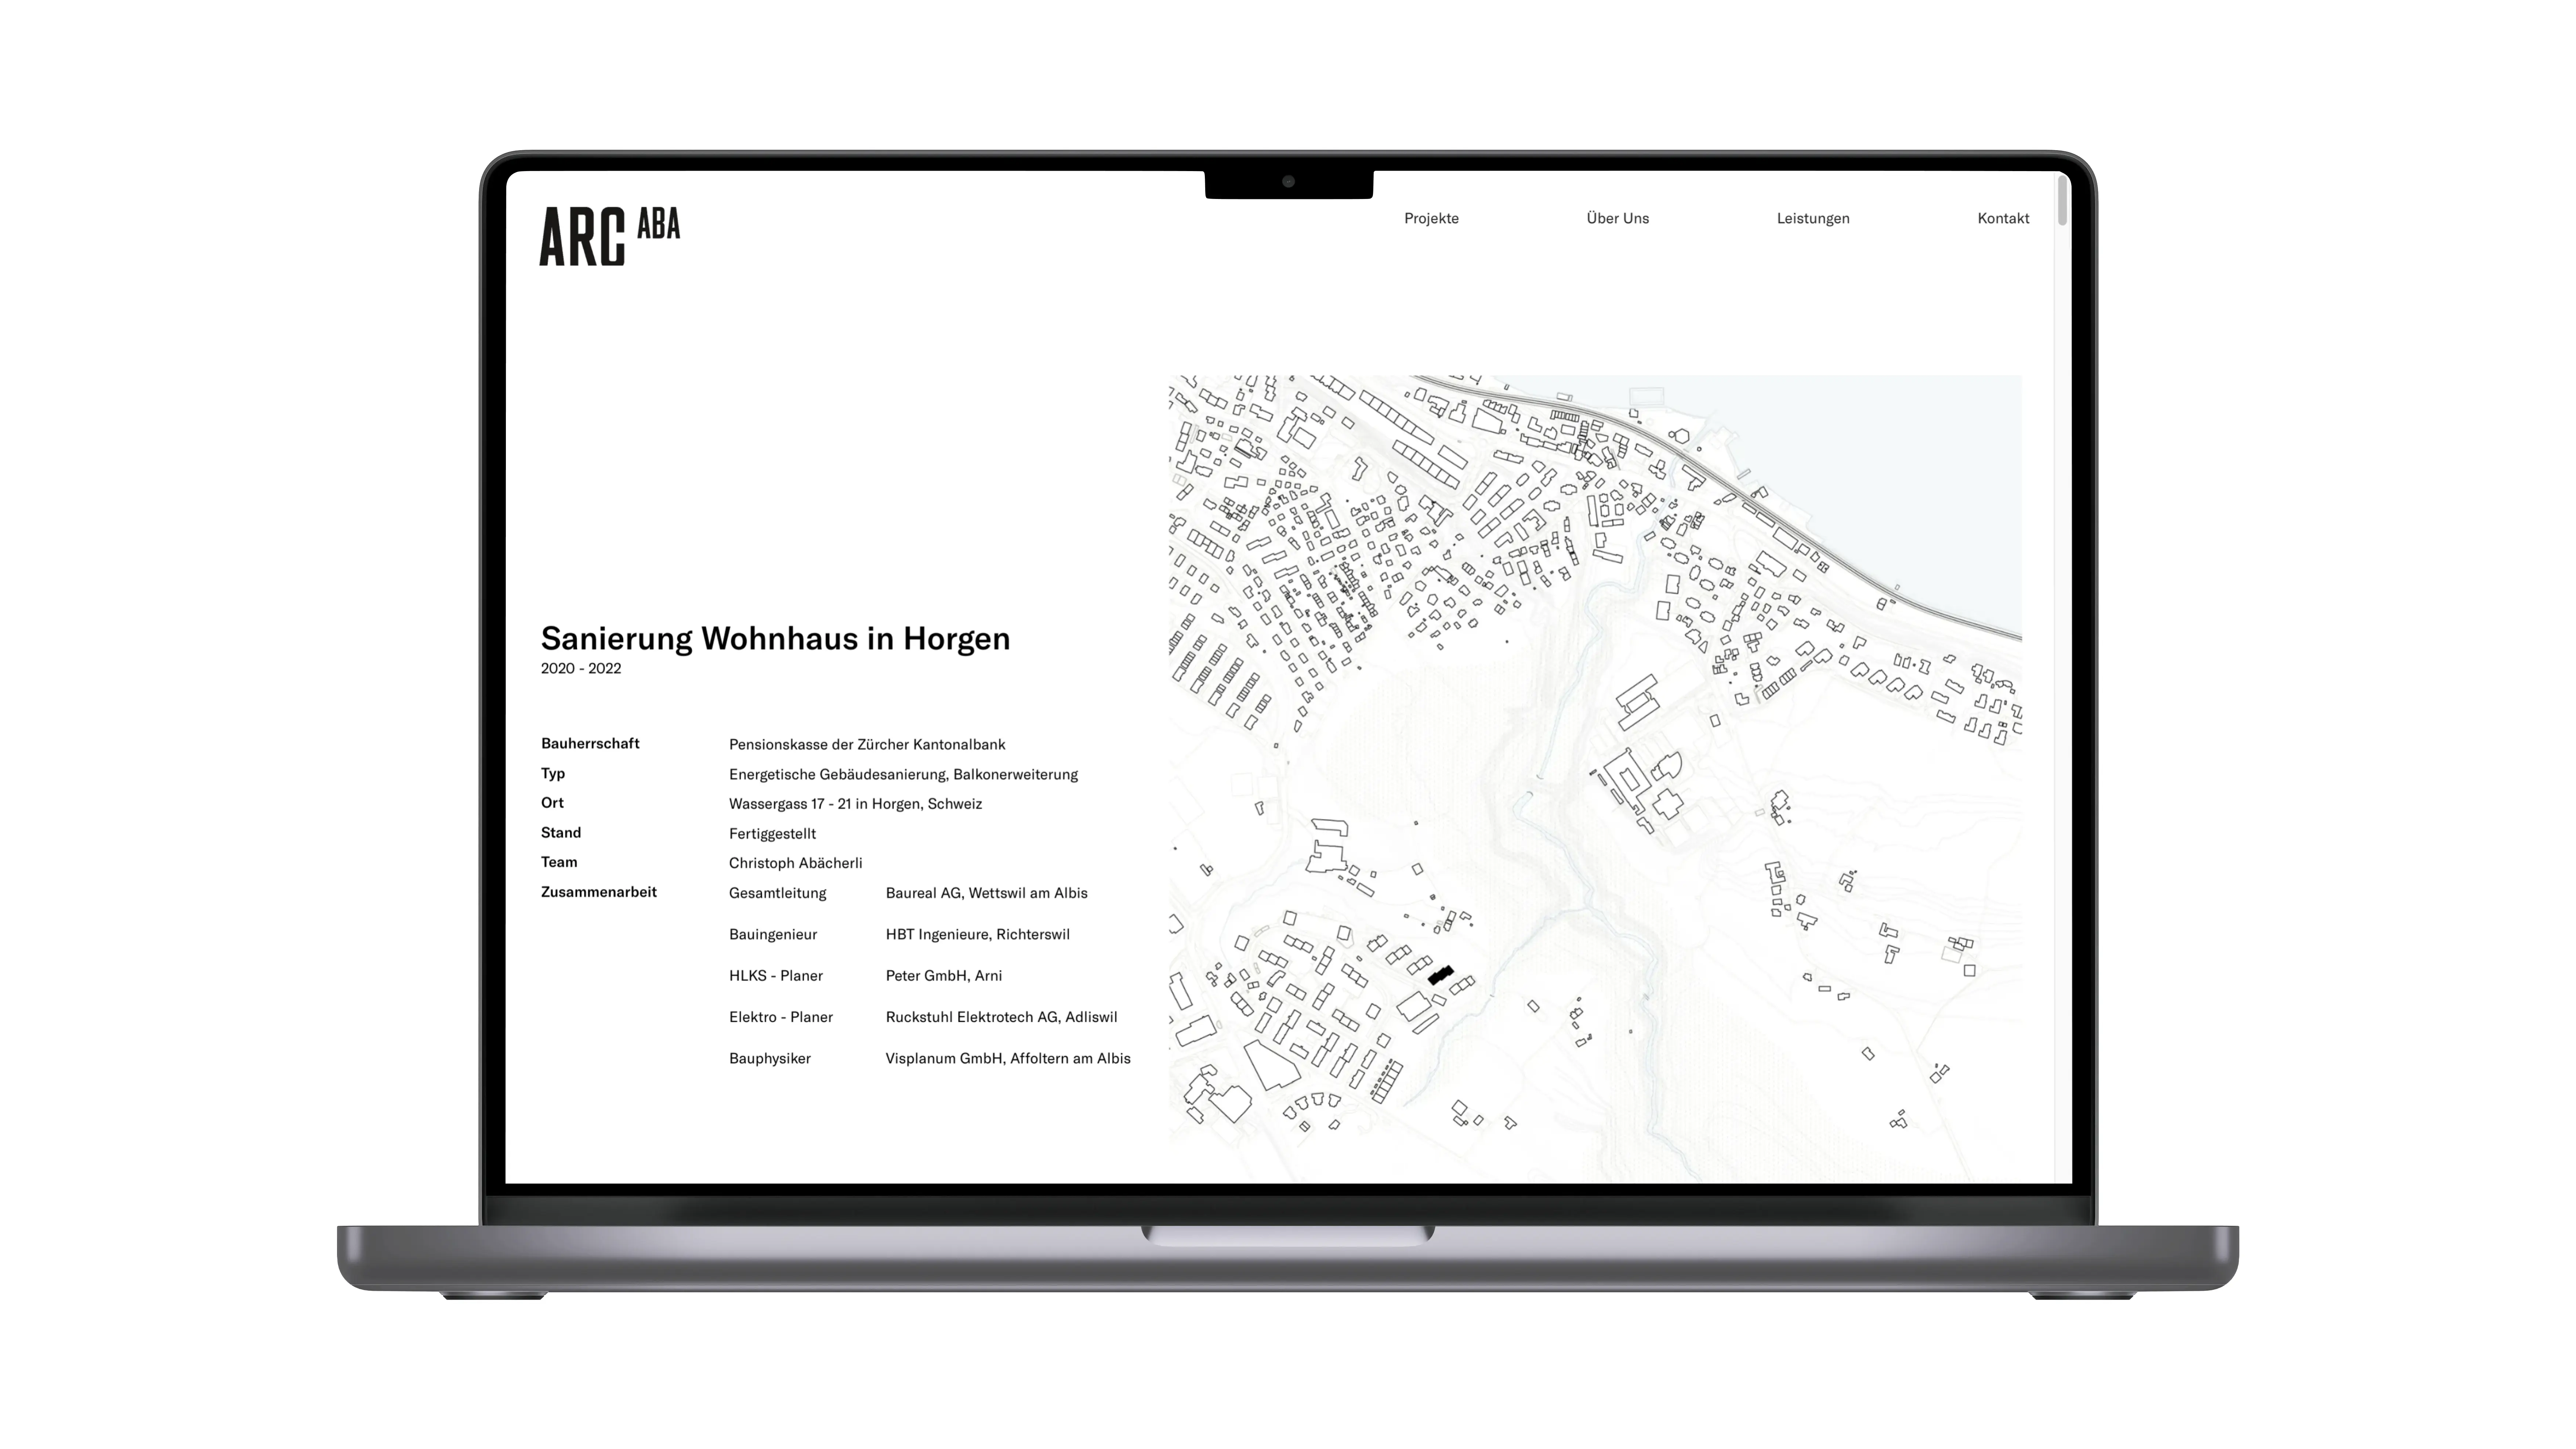 ARC ABA
Projekte Über Uns Leistungen Kontakt
Sanierung Wohnhaus in Horgen
2020 - 2022
Bauherrschaft Pensionskasse der Zürcher Kantonalbank
Typ Energetische Gebäudesanierung, Balkonerweiterung
Ort Wassergass 17 - 21 in Horgen, Schweiz
Stand Fertiggestellt
Team Christoph Abächerli
Zusammenarbeit Gesamtleitung Baureal AG, Wettswil am Albis
Bauingenieur HBT Ingenieure, Richterswil
HLKS - Planer Peter GmbH, Arni
Elektro - Planer Ruckstuhl Elektrotech AG, Adliswil
Bauphysiker Visplanum GmbH, Affoltern am Albis